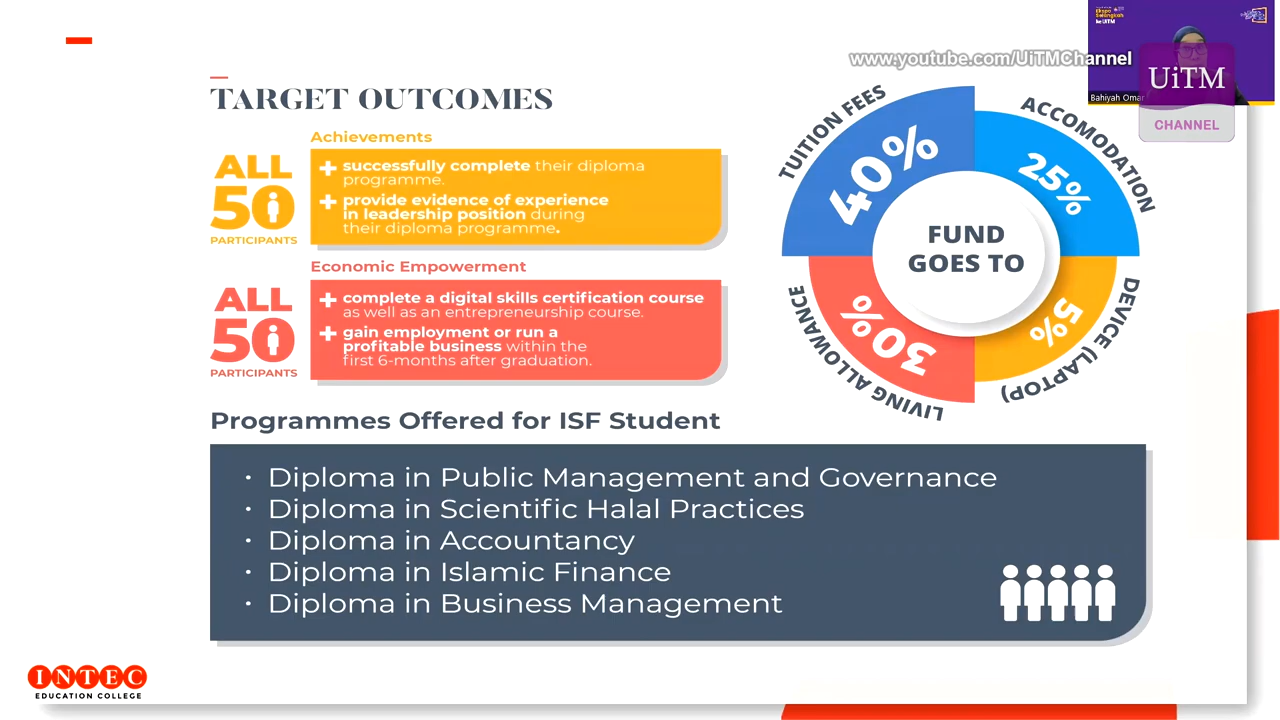 Ekspo
Selangkah
ke UiTM
www.youtube.com/UiTMChannel
UiTM
CHANNEL
Bahiyah Omar
TARGET OUTCOMES
Achievements
ALL
50
PARTICIPANTS
+ successfully complete their diploma
programme.
+ provide evidence of experience
in leadership position during
their diploma programme.
Economic Empowerment
ALL
50
PARTICIPANTS
+ complete a digital skills certification course
as well as an entrepreneurship course.
+ gain employment or run a
profitable business within the
first 6-months after graduation.
TUITION FEES
40%
ACCOMODATION
25%
FUND
GOES TO
LIVING ALLOWANCE
30%
DEVICE (LAPTOP)
5%
Programmes Offered for ISF Student
• Diploma in Public Management and Governance
• Diploma in Scientific Halal Practices
• Diploma in Accountancy
• Diploma in Islamic Finance
• Diploma in Business Management
INTEC
EDUCATION COLLEGE